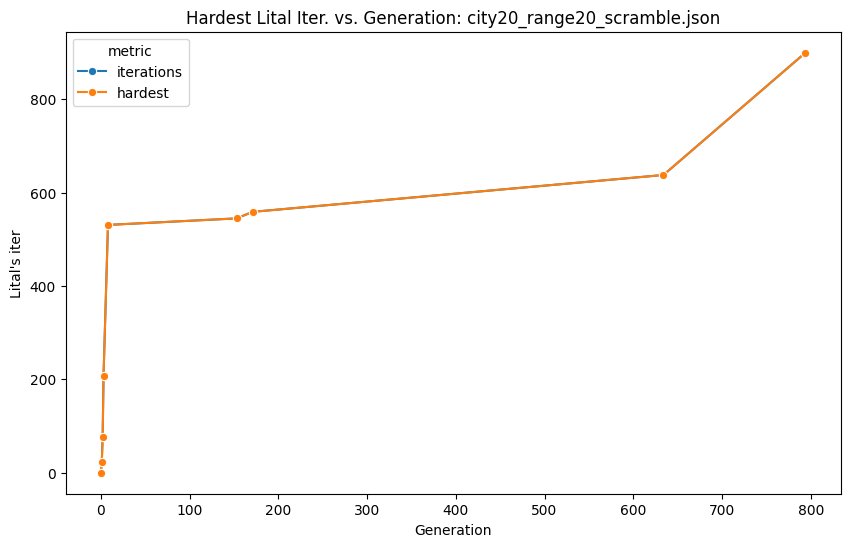 Hardest Lital Iter. vs. Generation: city20_range20_scramble.json
metric
iterations
hardest
800
600
400
200
0
Lital's iter
0 100 200 300 400 500 600 700 800
Generation